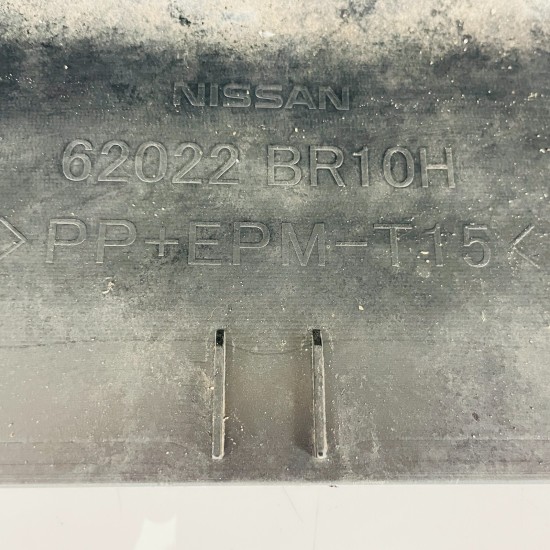 NISSAN
62022 BR10H
>PP+EPM-T15<